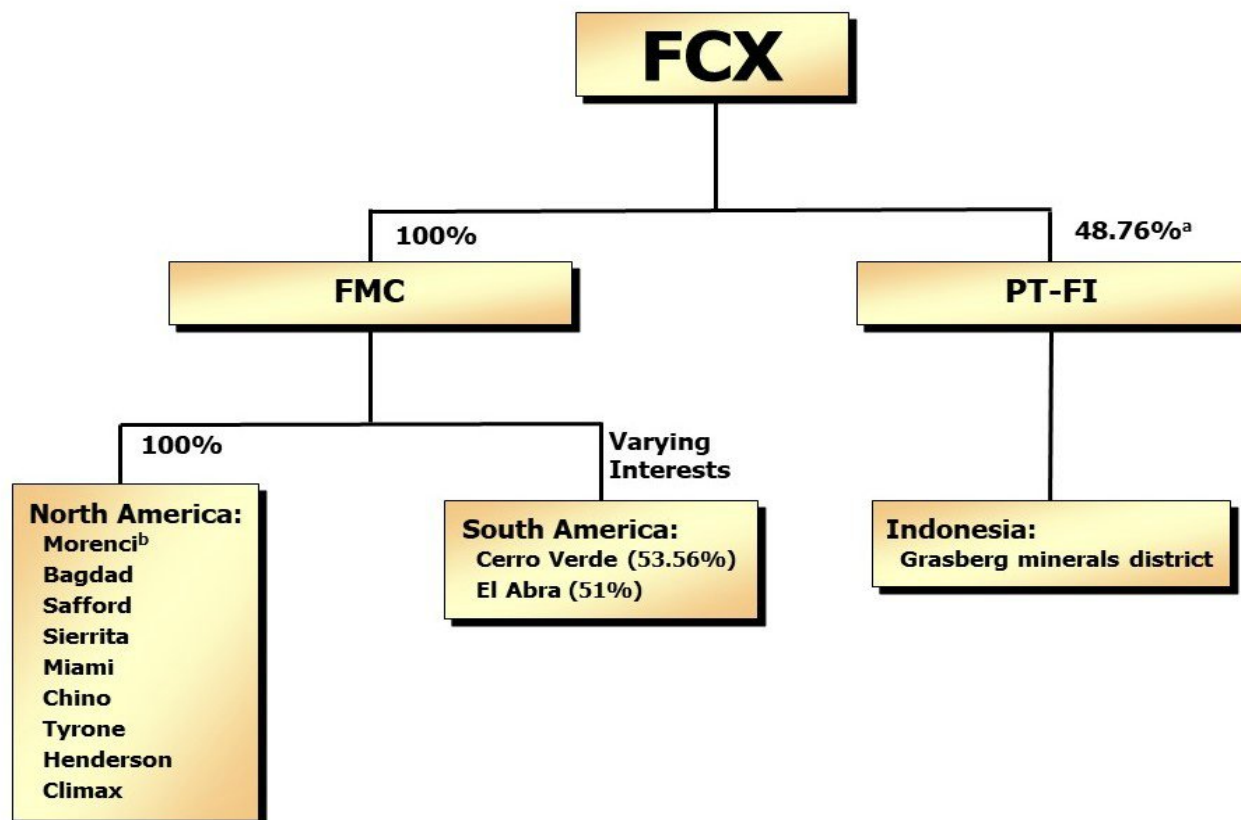 FCX
100%
48.76%ᵃ
FMC
PT-FI
100%
Varying
Interests
North America:
Morenciᵇ
Bagdad
Safford
Sierrita
Miami
Chino
Tyrone
Henderson
Climax
South America:
Cerro Verde (53.56%)
El Abra (51%)
Indonesia:
Grasberg minerals district